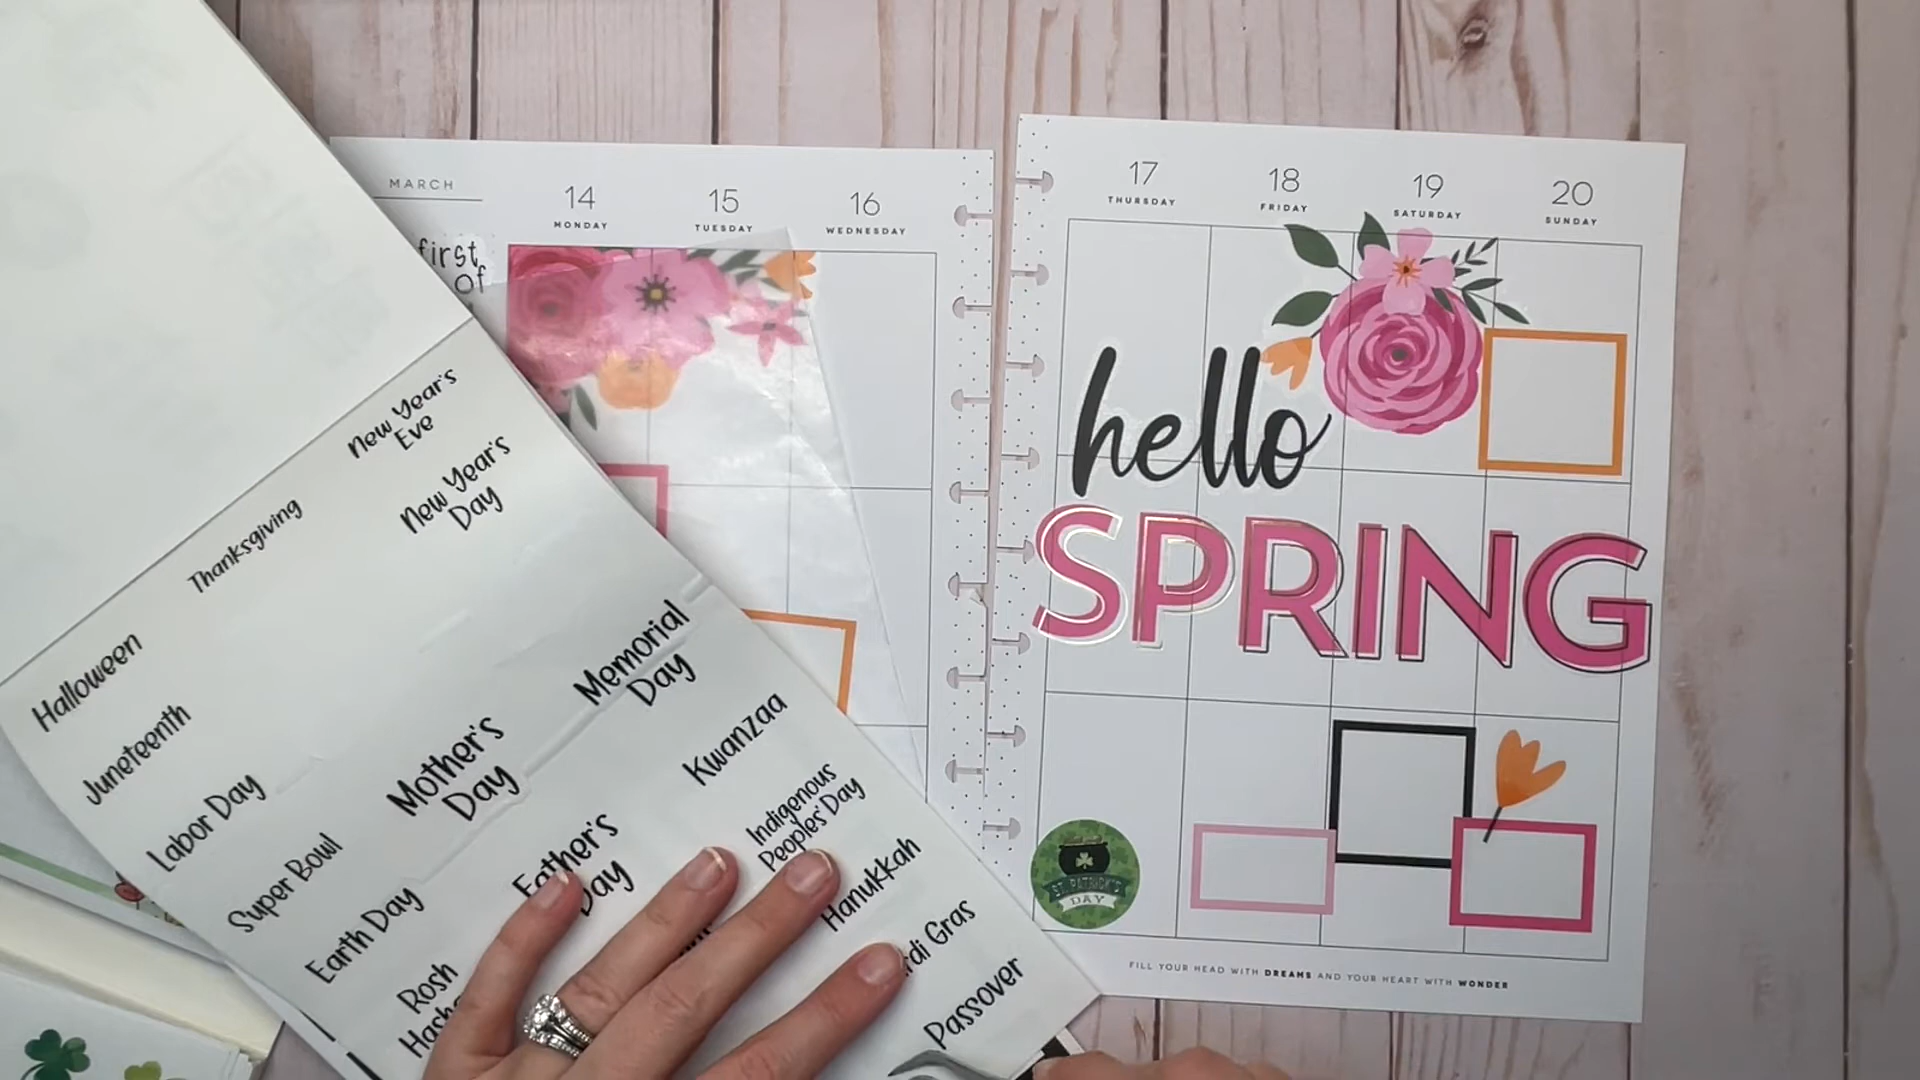 MARCH
first
of
14
MONDAY
15
TUESDAY
16
WEDNESDAY
17
THURSDAY
18
FRIDAY
19
SATURDAY
20
SUNDAY
hello
SPRING
ST. PATRICK'S
DAY
FILL YOUR HEAD WITH DREAMS AND YOUR HEART WITH WONDER
New Year's
Eve
New Year's
Day
Thanksgiving
Halloween
Juneteenth
Labor Day
Super Bowl
Earth Day
Rosh
Memorial
Day
Mother's
Day
Father's
Day
Kwanzaa
Indigenous
Peoples' Day
Hanukkah
Gras
Passover